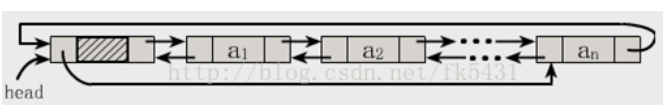 a1 a2 an
http://blog.csdn.net/fk5431
head